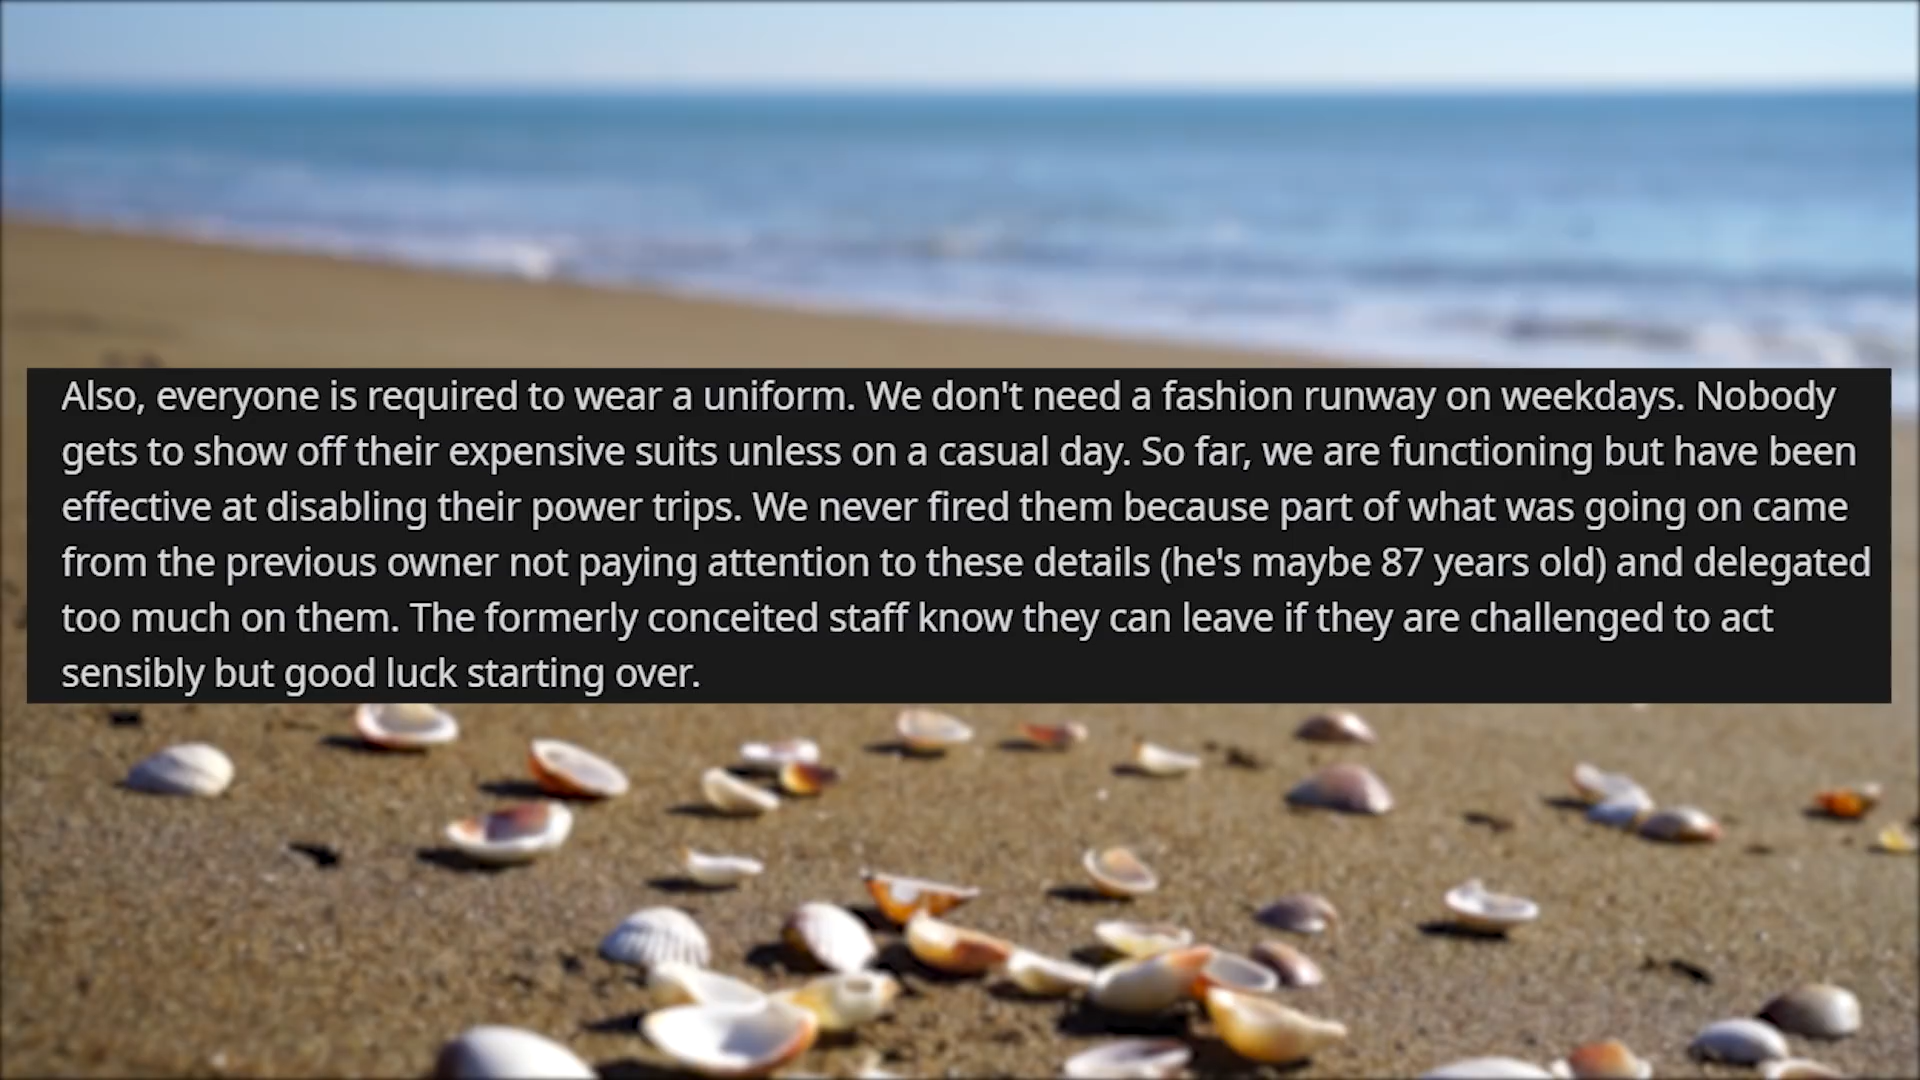 Also, everyone is required to wear a uniform. We don't need a fashion runway on weekdays. Nobody
gets to show off their expensive suits unless on a casual day. So far, we are functioning but have been
effective at disabling their power trips. We never fired them because part of what was going on came
from the previous owner not paying attention to these details (he's maybe 87 years old) and delegated
too much on them. The formerly conceited staff know they can leave if they are challenged to act
sensibly but good luck starting over.